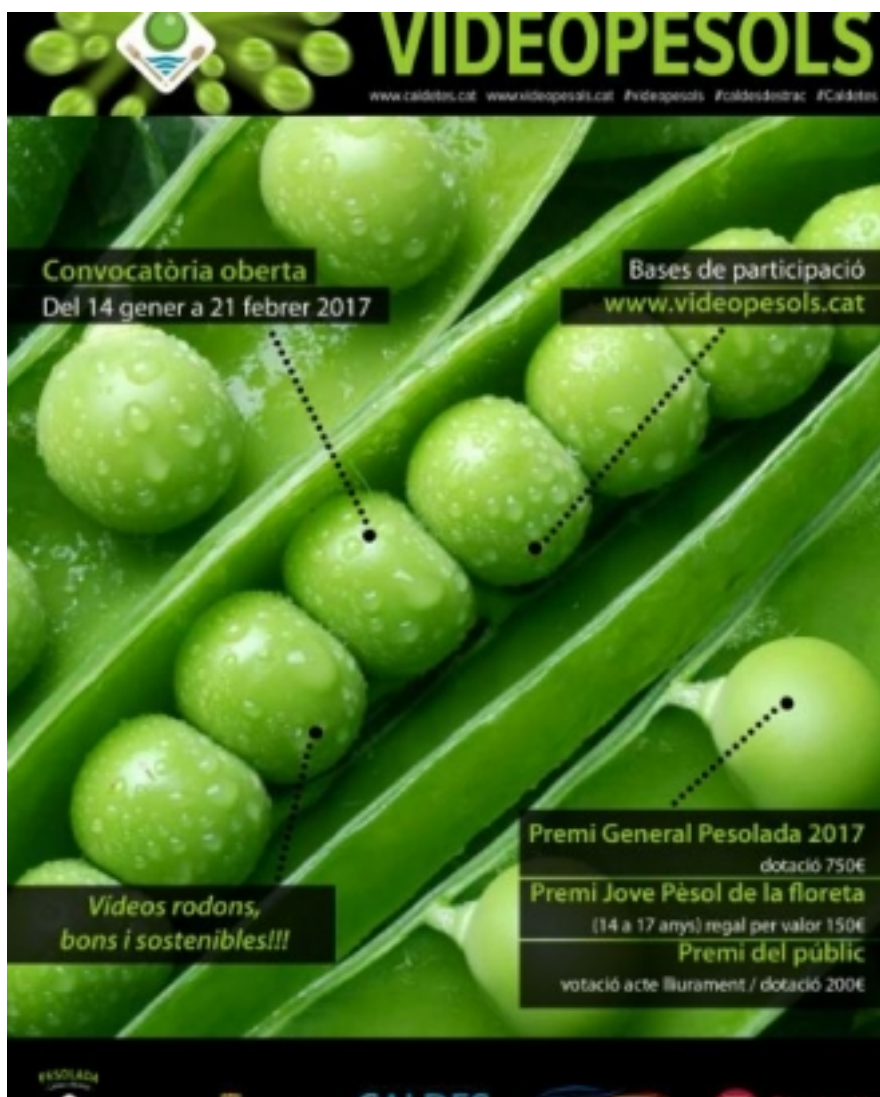 VIDEOPESOLS
www.caldetes.cat www.videopesols.cat #videopesols #caldesdestrac #Caldetes
Convocatòria oberta
Del 14 gener a 21 febrer 2017
Bases de participació
www.videopesols.cat
Premi General Pesolada 2017
dotació 750€
Premi Jove Pèsol de la floreta
(14 a 17 anys) regal per valor 150€
Premi del públic
votació acte lliurament / dotació 200€
Vídeos rodons,
bons i sostenibles!!!
PESOLADA
CALDES